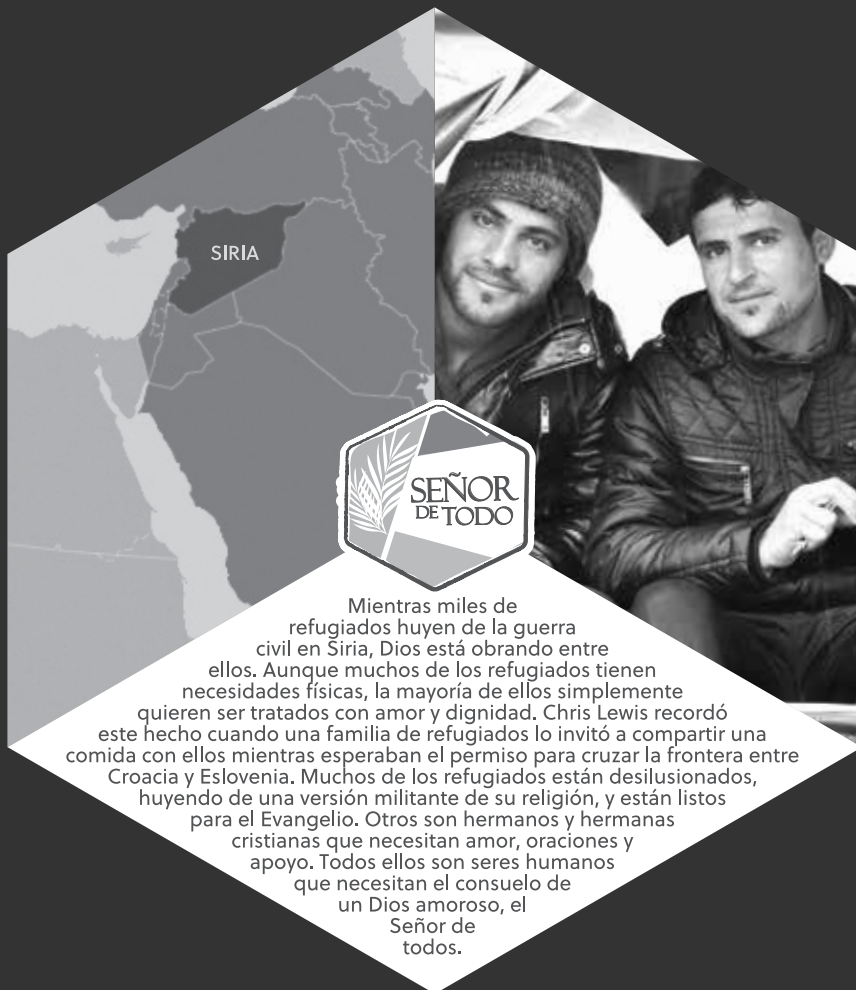 SIRIA
SEÑOR
DE TODO
Mientras miles de
refugiados huyen de la guerra
civil en Siria, Dios está obrando entre
ellos. Aunque muchos de los refugiados tienen
necesidades físicas, la mayoría de ellos simplemente
quieren ser tratados con amor y dignidad. Chris Lewis recordó
este hecho cuando una familia de refugiados lo invitó a compartir una
comida con ellos mientras esperaban el permiso para cruzar la frontera entre
Croacia y Eslovenia. Muchos de los refugiados están desilusionados,
huyendo de una versión militante de su religión, y están listos
para el Evangelio. Otros son hermanos y hermanas
cristianas que necesitan amor, oraciones y
apoyo. Todos ellos son seres humanos
que necesitan el consuelo de
un Dios amoroso, el
Señor de
todos.